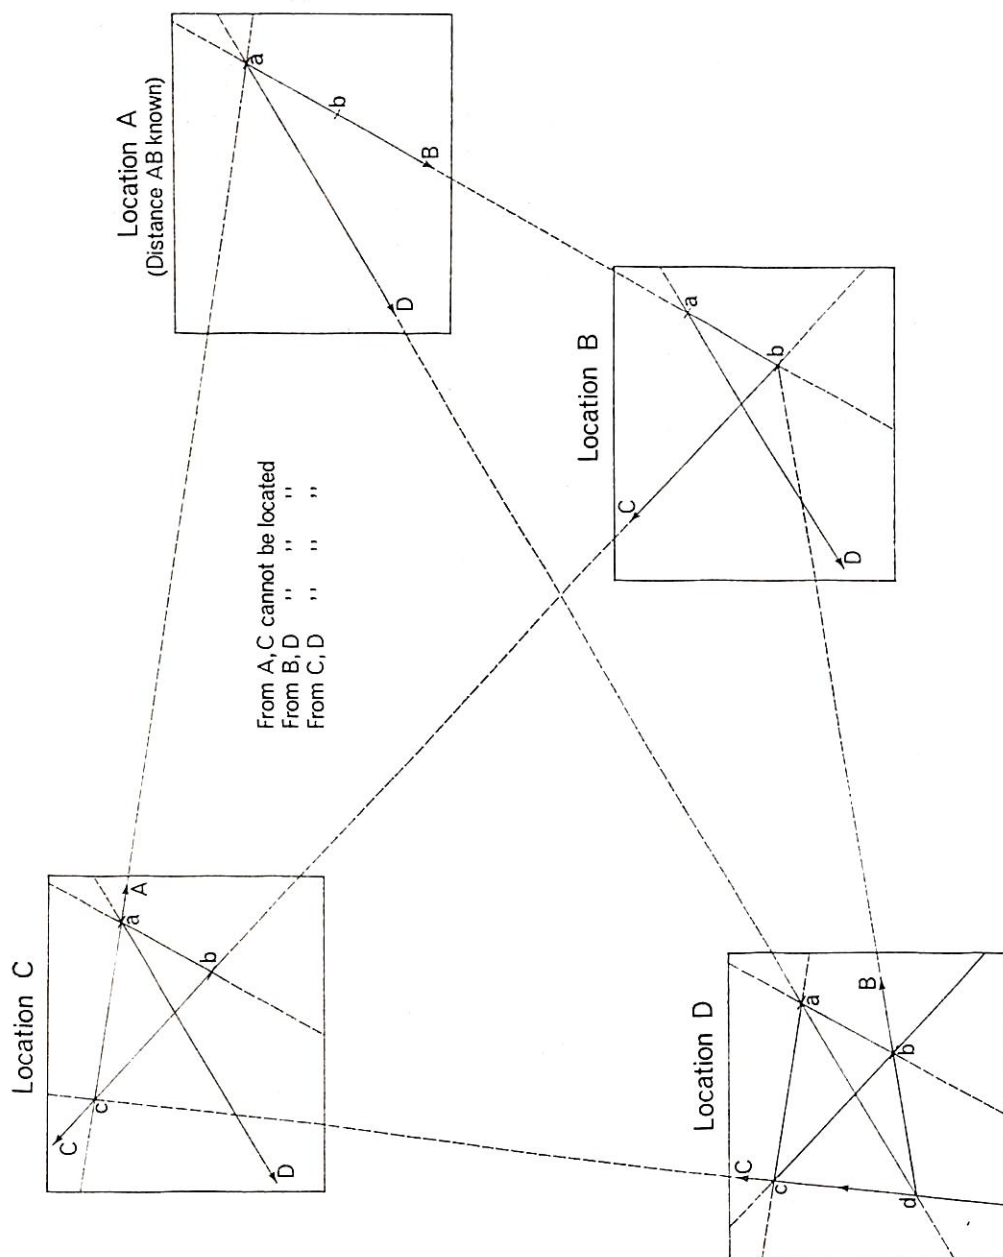 Location A
(Distance AB known)
a
b
B
D
Location B
a
b
C
D
From A, C cannot be located
From B, D ,, ,, ,,
From C, D ,, ,, ,,
Location C
A
a
b
c
C
D
Location D
a
B
b
C
c
d